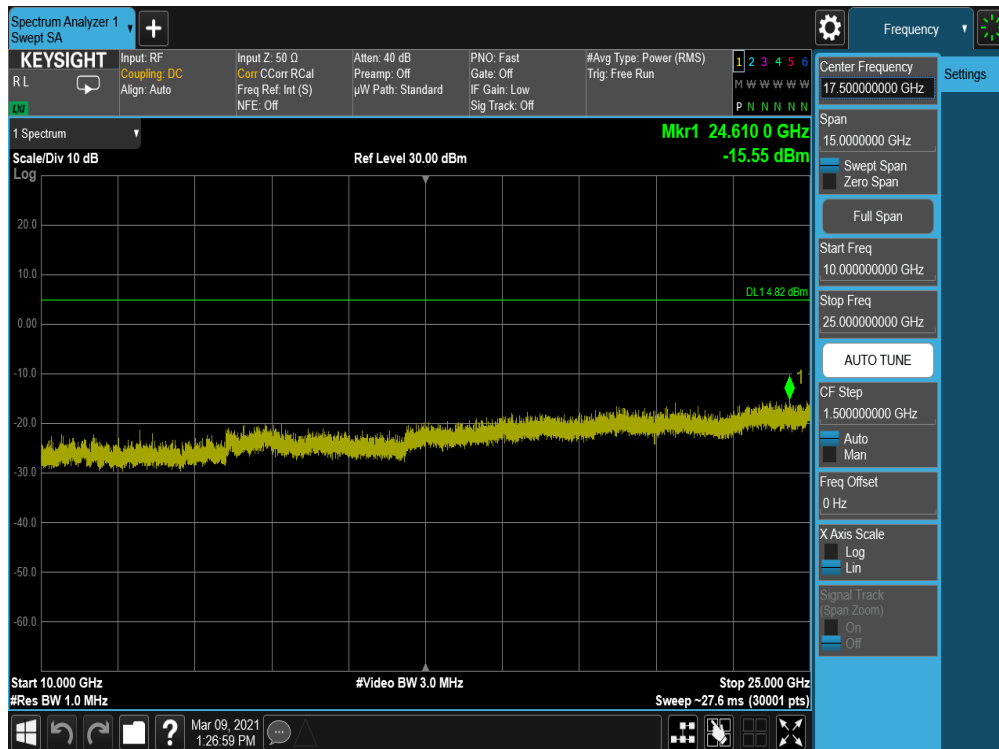 Spectrum Analyzer 1
Swept SA
+
Frequency
KEYSIGHT
R L
LXI
Input: RF
Coupling: DC
Align: Auto
Input Z: 50 Ω
Corr CCorr RCal
Freq Ref: Int (S)
NFE: Off
Atten: 40 dB
Preamp: Off
µW Path: Standard
PNO: Fast
Gate: Off
IF Gain: Low
Sig Track: Off
#Avg Type: Power (RMS)
Trig: Free Run
1 2 3 4 5 6
M W W W W W
P N N N N N
Center Frequency
17.500000000 GHz
Settings
Span
15.0000000 GHz
Swept Span
Zero Span
Full Span
Start Freq
10.000000000 GHz
Stop Freq
25.000000000 GHz
AUTO TUNE
CF Step
1.500000000 GHz
Auto
Man
Freq Offset
0 Hz
X Axis Scale
Log
Lin
Signal Track
(Span Zoom)
On
Off
1 Spectrum
Mkr1 24.610 0 GHz
-15.55 dBm
Scale/Div 10 dB
Ref Level 30.00 dBm
Log
20.0
10.0
DL1 4.82 dBm
0.00
-10.0
1
-20.0
-30.0
-40.0
-50.0
-60.0
Start 10.000 GHz
#Video BW 3.0 MHz
Stop 25.000 GHz
#Res BW 1.0 MHz
Sweep ~27.6 ms (30001 pts)
?
Mar 09, 2021
1:26:59 PM